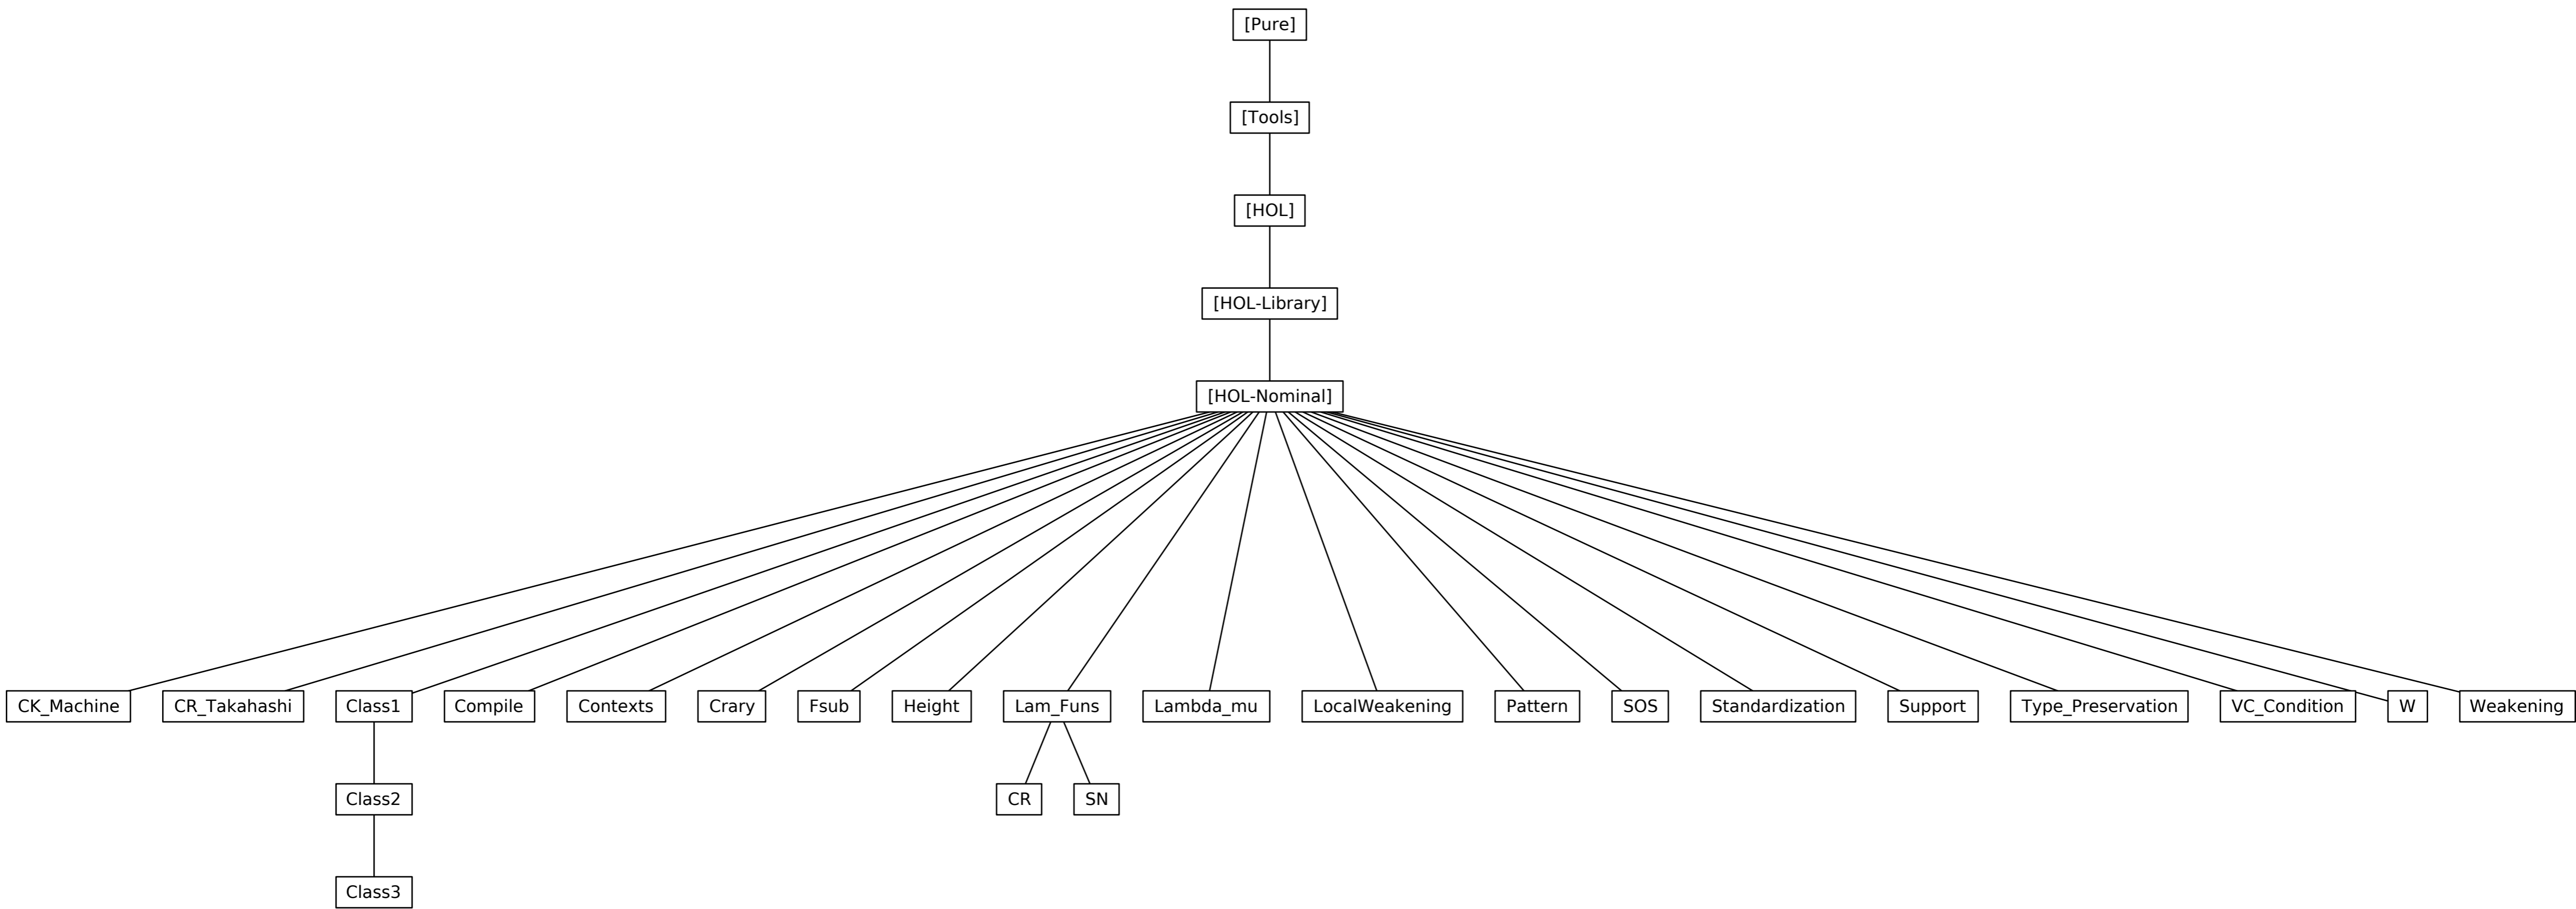 [Pure]
[Tools]
[HOL]
[HOL-Library]
[HOL-Nominal]
CK_Machine CR_Takahashi Class1 Compile Contexts Crary Fsub Height Lam_Funs Lambda_mu LocalWeakening Pattern SOS Standardization Support Type_Preservation VC_Condition W Weakening
Class2 CR SN
Class3